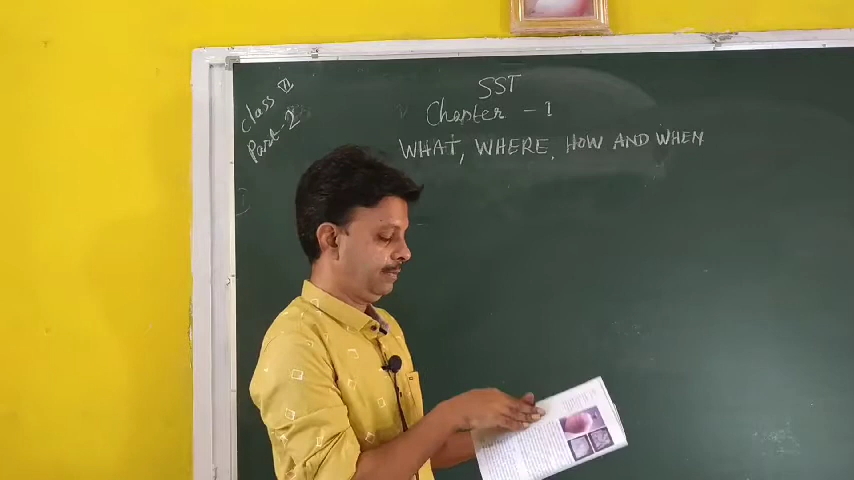 class VI
Part-2
SST
Chapter - 1
WHAT, WHERE, HOW AND WHEN